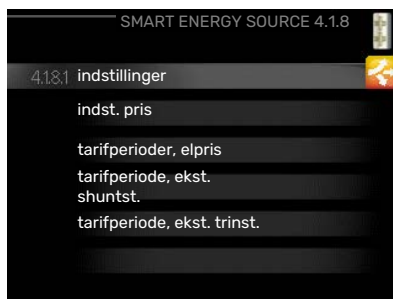 SMART ENERGY SOURCE 4.1.8
4.1.8.1 indstillinger
indst. pris
tarifperioder, elpris
tarifperiode, ekst.
shuntst.
tarifperiode, ekst. trinst.